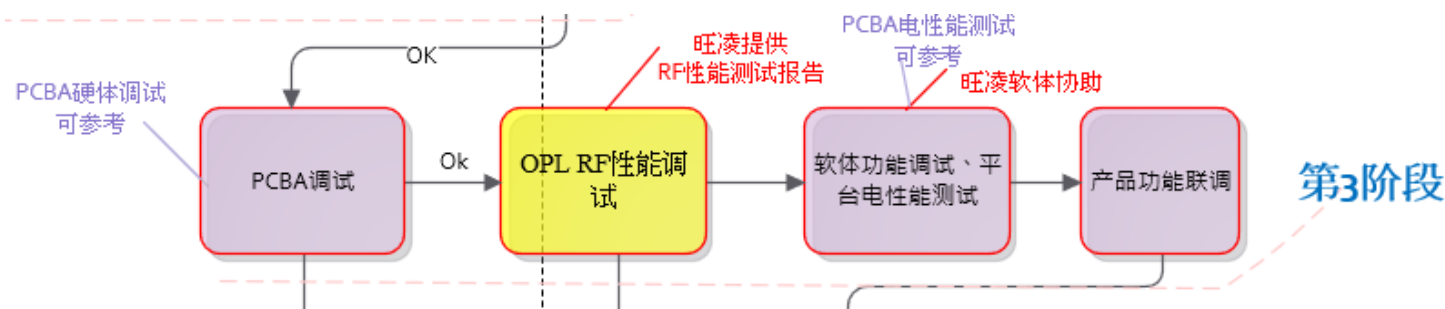 OK
旺凌提供
RF性能测试报告
PCBA电性能测试
可参考
旺凌软体协助
PCBA硬体调试
可参考
PCBA调试
Ok
OPL RF性能调
试
软体功能调试、平
台电性能测试
产品功能联调
第3阶段